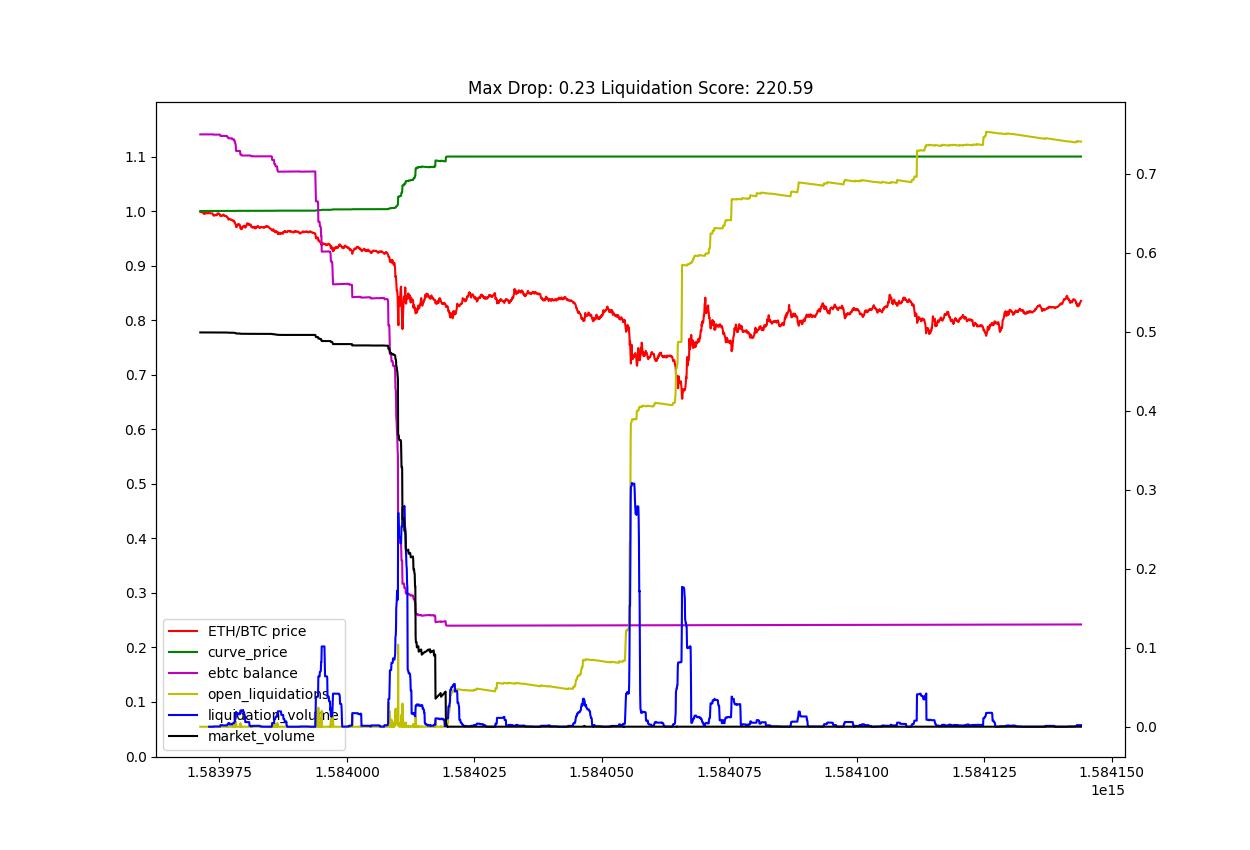 Max Drop: 0.23 Liquidation Score: 220.59
1.1
1.0
0.9
0.8
0.7
0.6
0.5
0.4
0.3
0.2
0.1
0.0
0.7
0.6
0.5
0.4
0.3
0.2
0.1
0.0
ETH/BTC price
curve_price
ebtc balance
open_liquidations
liquidation_volume
market_volume
1.583975 1.584000 1.584025 1.584050 1.584075 1.584100 1.584125 1.584150
1e15